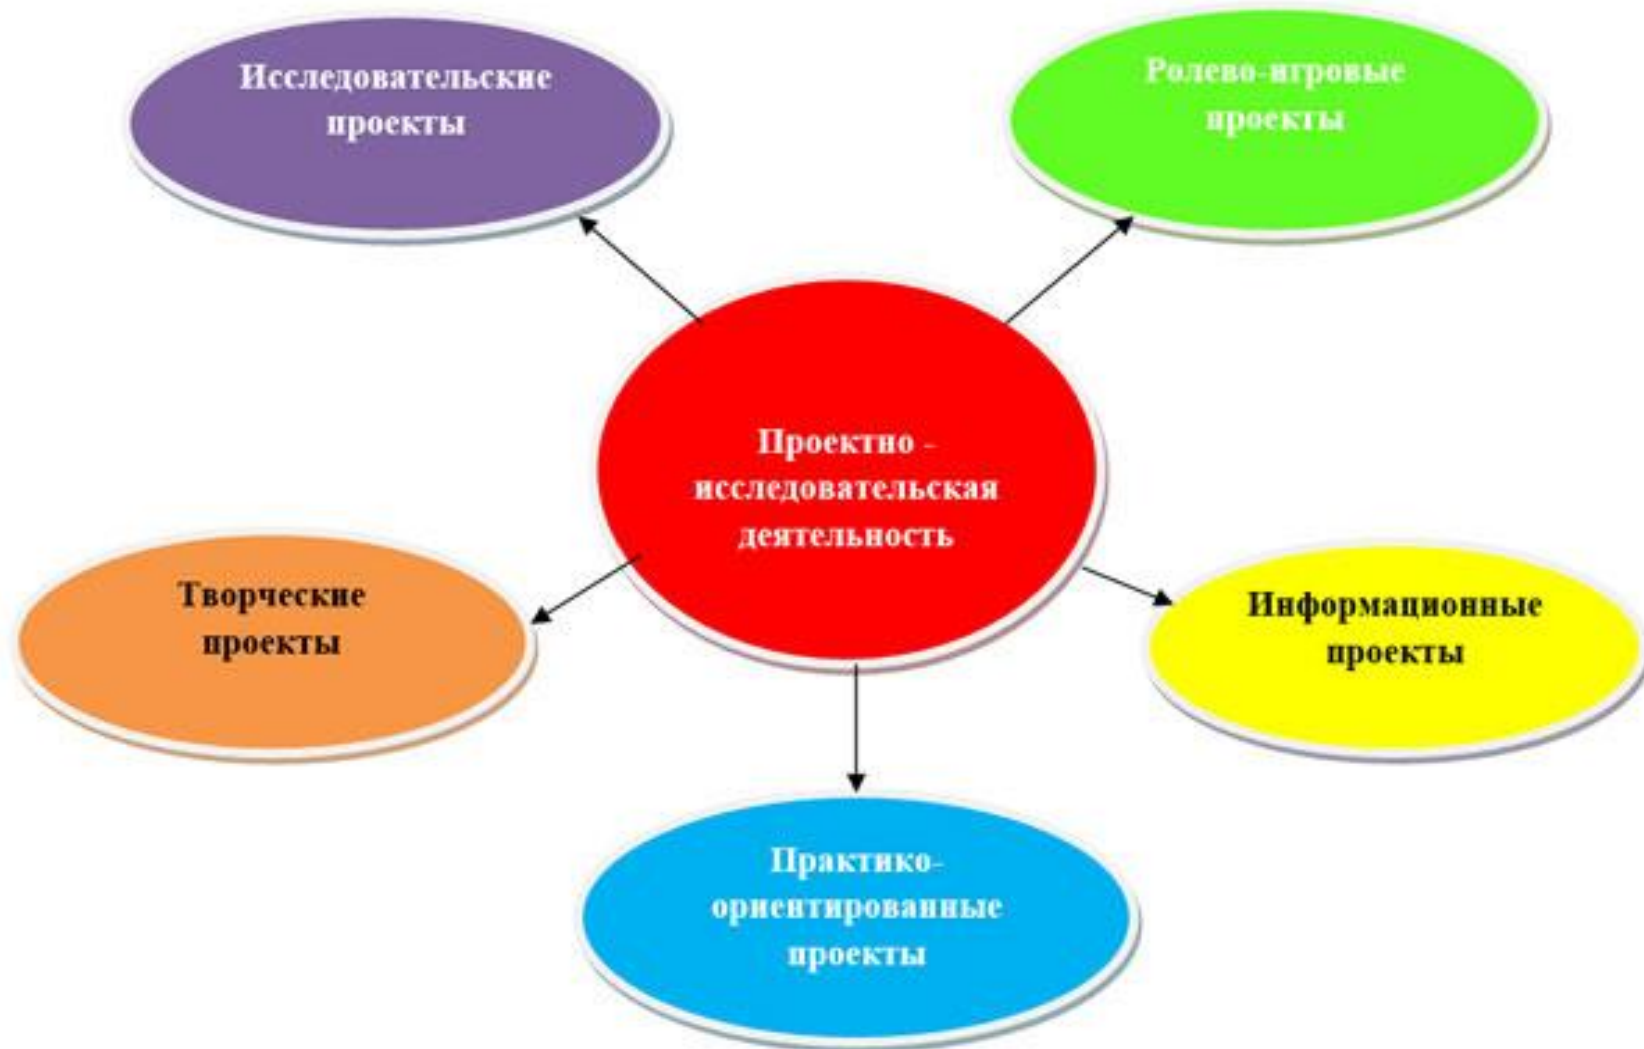 Исследовательские
проекты
Ролево-игровые
проекты
Проектно -
исследовательская
деятельность
Творческие
проекты
Информационные
проекты
Практико-
ориентированные
проекты